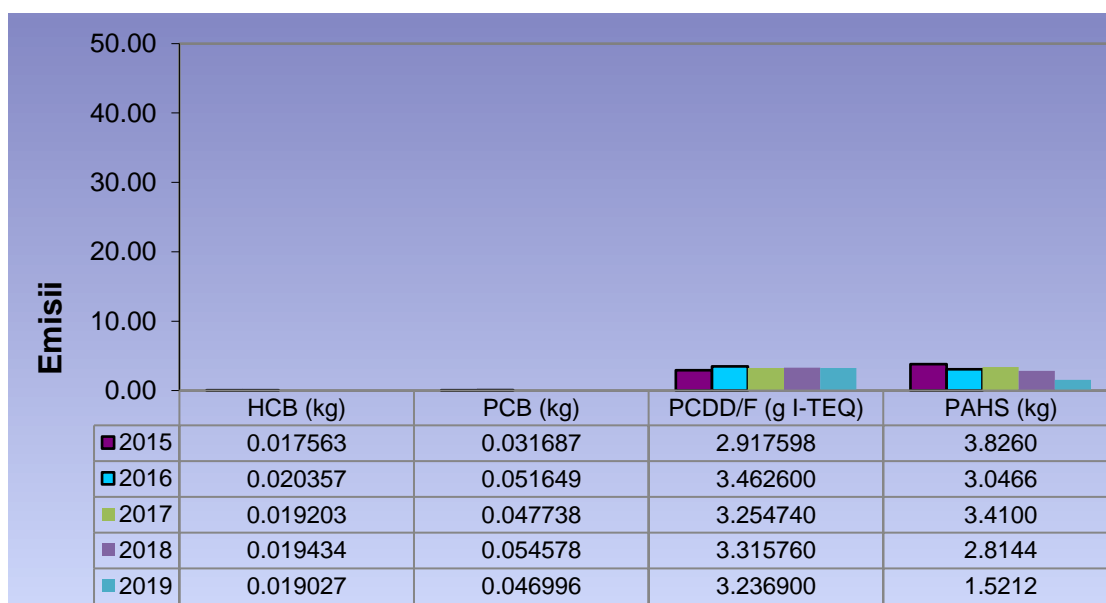 50.00
40.00
30.00
20.00
10.00
0.00
Emisii
HCB (kg) PCB (kg) PCDD/F (g I-TEQ) PAHS (kg)
2015 0.017563 0.031687 2.917598 3.8260
2016 0.020357 0.051649 3.462600 3.0466
2017 0.019203 0.047738 3.254740 3.4100
2018 0.019434 0.054578 3.315760 2.8144
2019 0.019027 0.046996 3.236900 1.5212